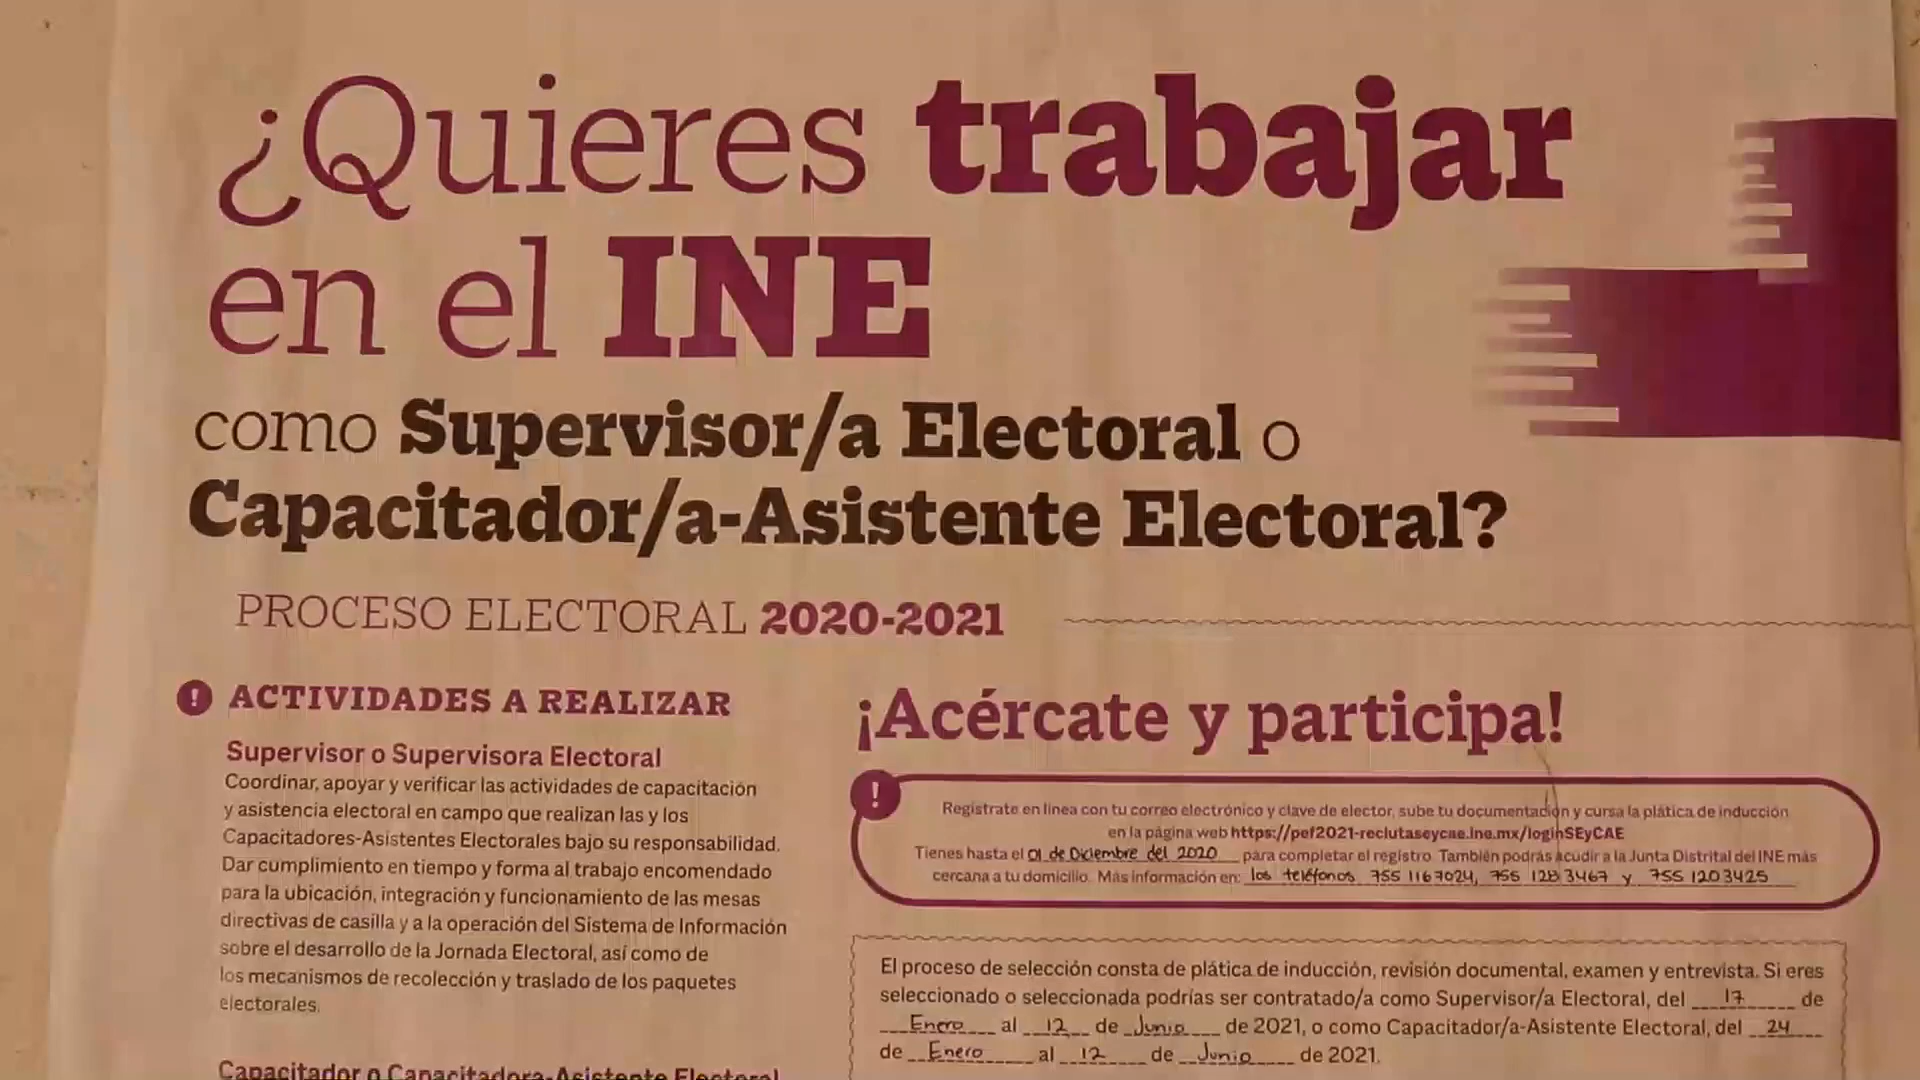 ¿Quieres trabajar
en el INE
como Supervisor/a Electoral o
Capacitador/a-Asistente Electoral?
PROCESO ELECTORAL 2020-2021
! ACTIVIDADES A REALIZAR
Supervisor o Supervisora Electoral
Coordinar, apoyar y verificar las actividades de capacitación
y asistencia electoral en campo que realizan las y los
Capacitadores-Asistentes Electorales bajo su responsabilidad.
Dar cumplimiento en tiempo y forma al trabajo encomendado
para la ubicación, integración y funcionamiento de las mesas
directivas de casilla y a la operación del Sistema de Información
sobre el desarrollo de la Jornada Electoral, así como de
los mecanismos de recolección y traslado de los paquetes
electorales.
Capacitador o Capacitadora-Asistente Electoral
¡Acércate y participa!
!
Regístrate en línea con tu correo electrónico y clave de elector, sube tu documentación y cursa la plática de inducción
en la página web https://pef2021-reclutaseycae.ine.mx/loginSEyCAE
Tienes hasta el 01 de Diciembre del 2020 para completar el registro. También podrás acudir a la Junta Distrital del INE más
cercana a tu domicilio. Más información en: los teléfonos 755 1167024, 755 128 3467 y 755 120 3425
El proceso de selección consta de plática de inducción, revisión documental, examen y entrevista. Si eres
seleccionado o seleccionada podrías ser contratado/a como Supervisor/a Electoral, del 17 de
Enero al 12 de Junio de 2021, o como Capacitador/a-Asistente Electoral, del 24
de Enero al 12 de Junio de 2021.